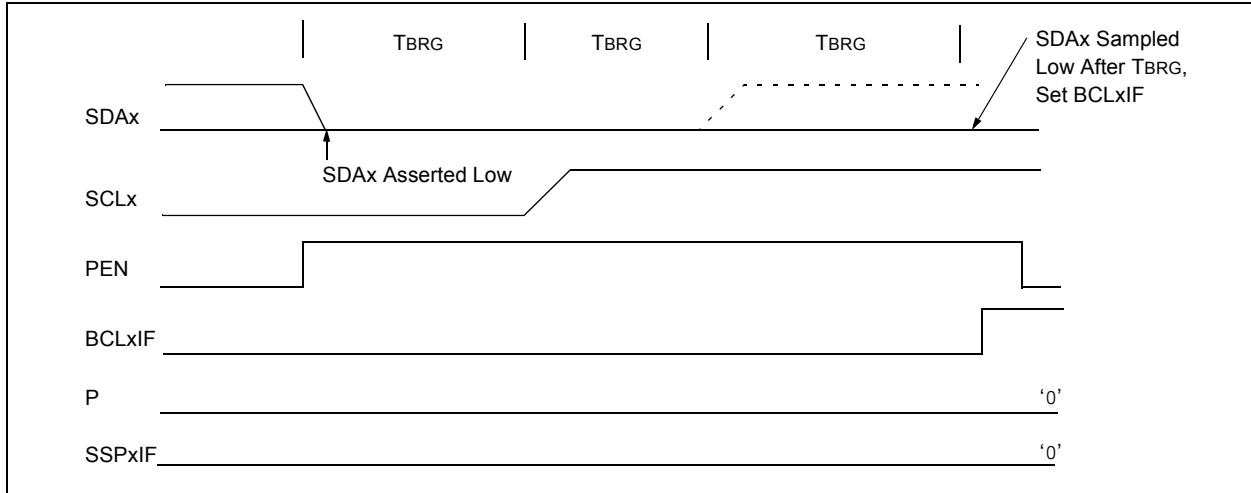 TBRG TBRG TBRG
SDAx Sampled
Low After TBRG,
Set BCLxIF
SDAx
SDAx Asserted Low
SCLx
PEN
BCLxIF
P ‘0’
SSPxIF ‘0’